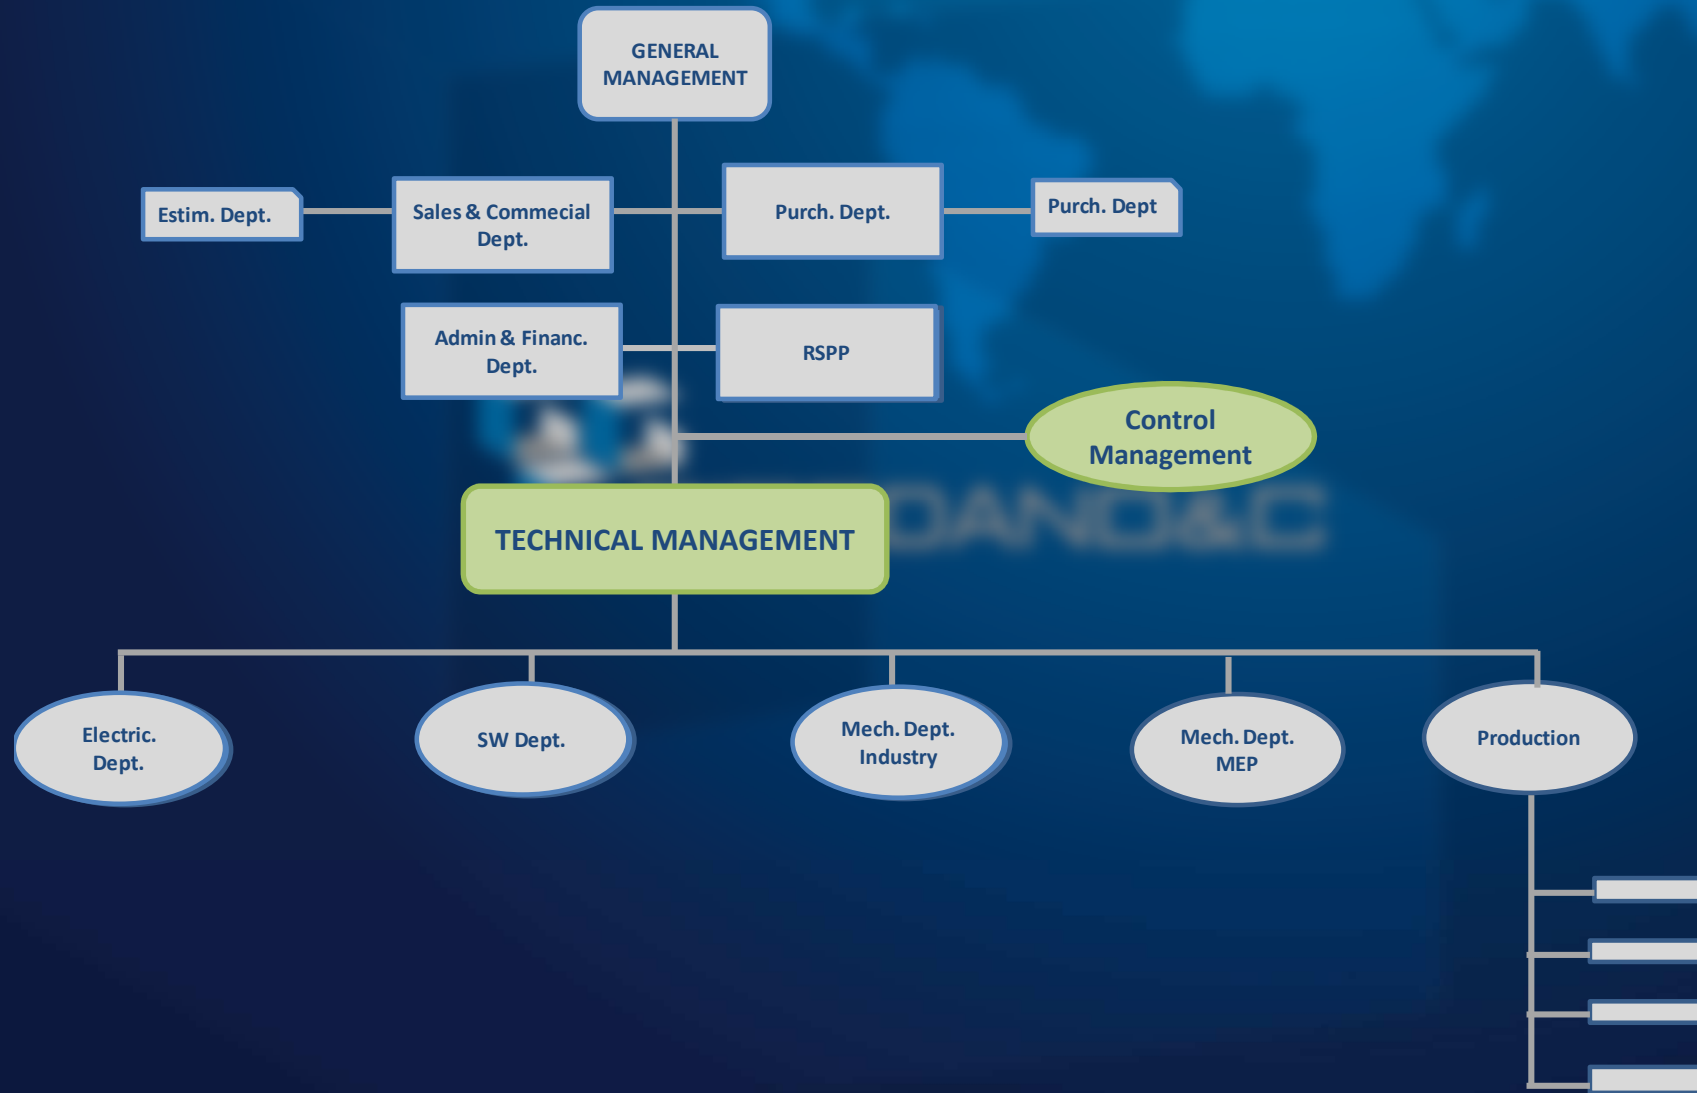 GENERAL
MANAGEMENT
Estim. Dept.
Sales & Commecial
Dept.
Purch. Dept.
Purch. Dept
Admin & Financ.
Dept.
RSPP
Control
Management
TECHNICAL MANAGEMENT
Electric.
Dept.
SW Dept.
Mech. Dept.
Industry
Mech. Dept.
MEP
Production